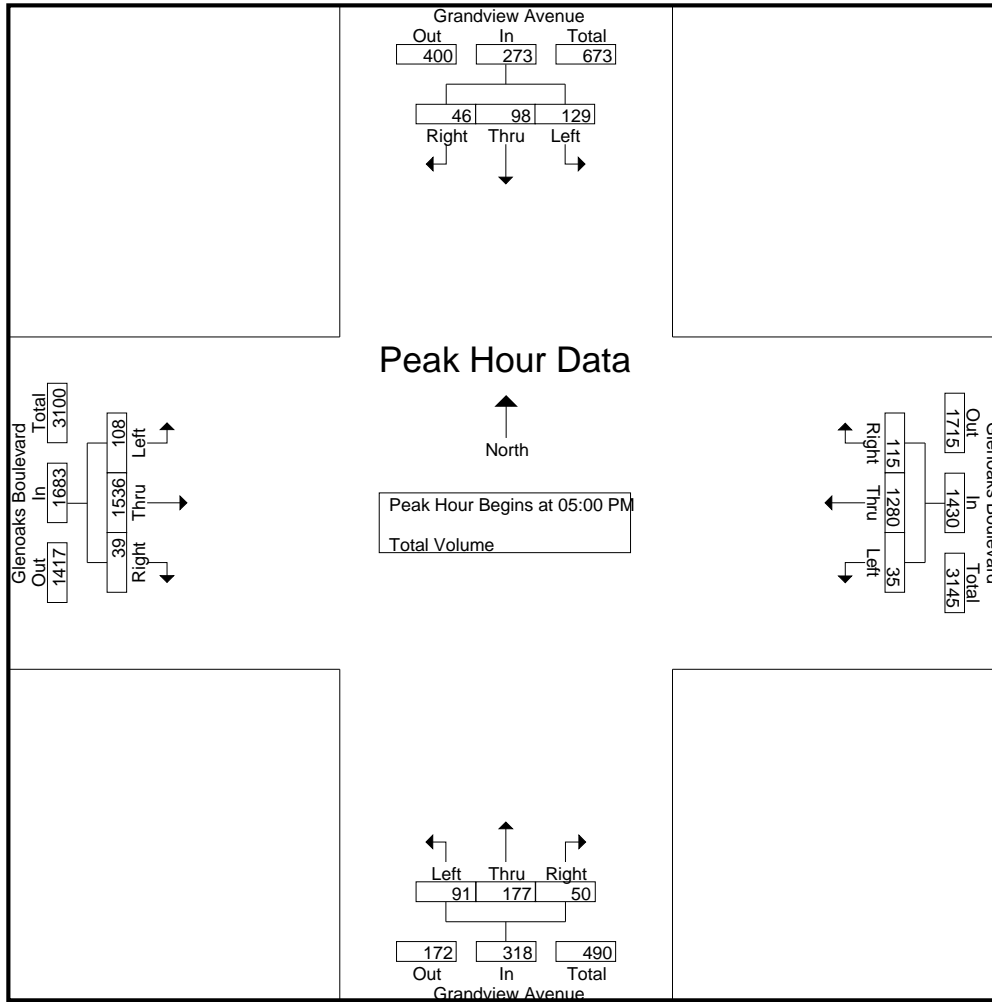 Grandview Avenue
Out In Total
400 273 673
46 98 129
Right Thru Left
Peak Hour Data
North
Peak Hour Begins at 05:00 PM
Total Volume
Glenoaks Boulevard
Out In Total
1417 1683 3100
39 1536 108
Right Thru Left
Glenoaks Boulevard
Out In Total
1715 1430 3145
115 1280 35
Right Thru Left
Left Thru Right
91 177 50
172 318 490
Out In Total
Grandview Avenue